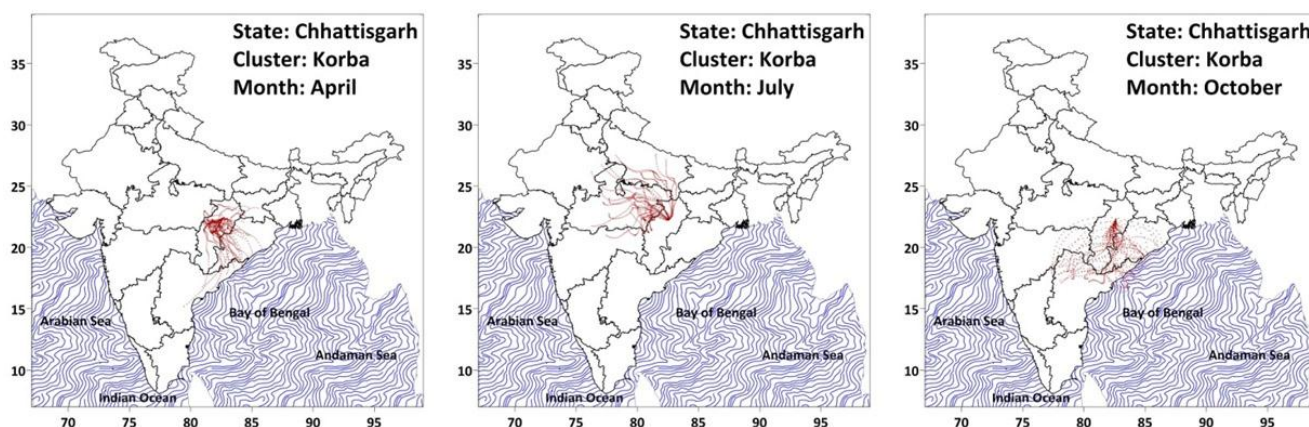 State: Chhattisgarh
Cluster: Korba
Month: April
35
30
25
20
15
10
Arabian Sea
Bay of Bengal
Andaman Sea
Indian Ocean
70 75 80 85 90 95
State: Chhattisgarh
Cluster: Korba
Month: July
35
30
25
20
15
10
Arabian Sea
Bay of Bengal
Andaman Sea
Indian Ocean
70 75 80 85 90 95
State: Chhattisgarh
Cluster: Korba
Month: October
35
30
25
20
15
10
Arabian Sea
Bay of Bengal
Andaman Sea
Indian Ocean
70 75 80 85 90 95